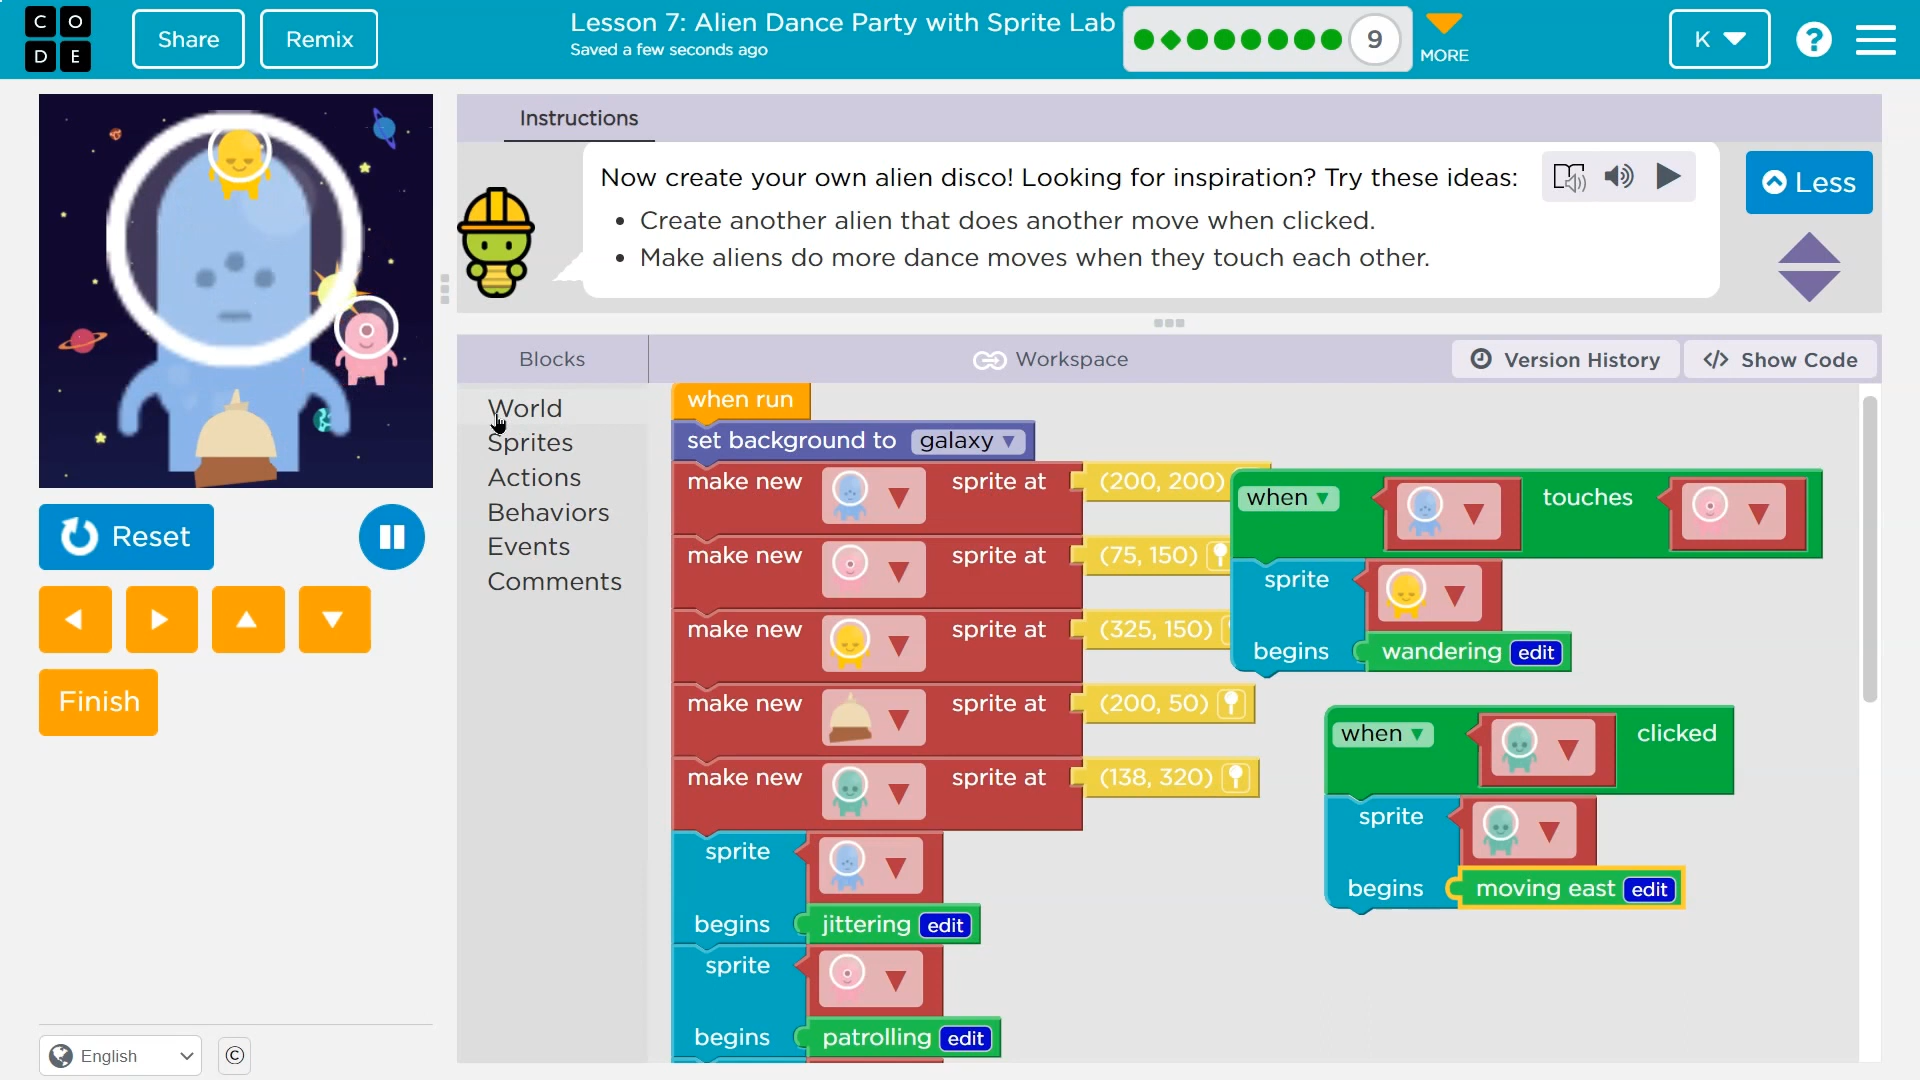 C O
D E
Share
Remix
Lesson 7: Alien Dance Party with Sprite Lab
Saved a few seconds ago
9
MORE
K
?
Instructions
Now create your own alien disco! Looking for inspiration? Try these ideas:
• Create another alien that does another move when clicked.
• Make aliens do more dance moves when they touch each other.
Less
Blocks
Workspace
Version History
</> Show Code
World
Sprites
Actions
Behaviors
Events
Comments
Reset
Finish
English
©
when run
set background to galaxy
make new sprite at (200, 200)
make new sprite at (75, 150)
make new sprite at (325, 150)
make new sprite at (200, 50)
make new sprite at (138, 320)
sprite
begins jittering edit
sprite
begins patrolling edit
when touches
sprite
begins wandering edit
when clicked
sprite
begins moving east edit